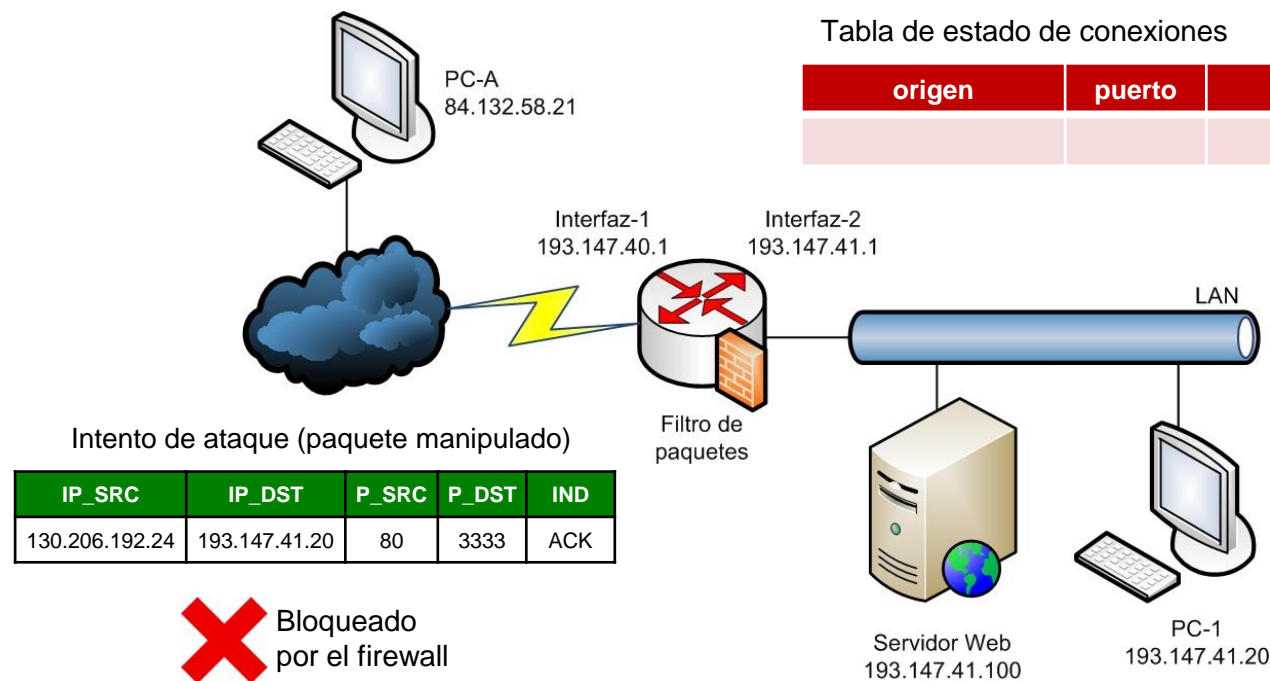 Tabla de estado de conexiones
origen puerto
PC-A
84.132.58.21
Interfaz-1
193.147.40.1
Interfaz-2
193.147.41.1
LAN
Filtro de
paquetes
Intento de ataque (paquete manipulado)
IP_SRC IP_DST P_SRC P_DST IND
130.206.192.24 193.147.41.20 80 3333 ACK
Bloqueado
por el firewall
Servidor Web
193.147.41.100
PC-1
193.147.41.20